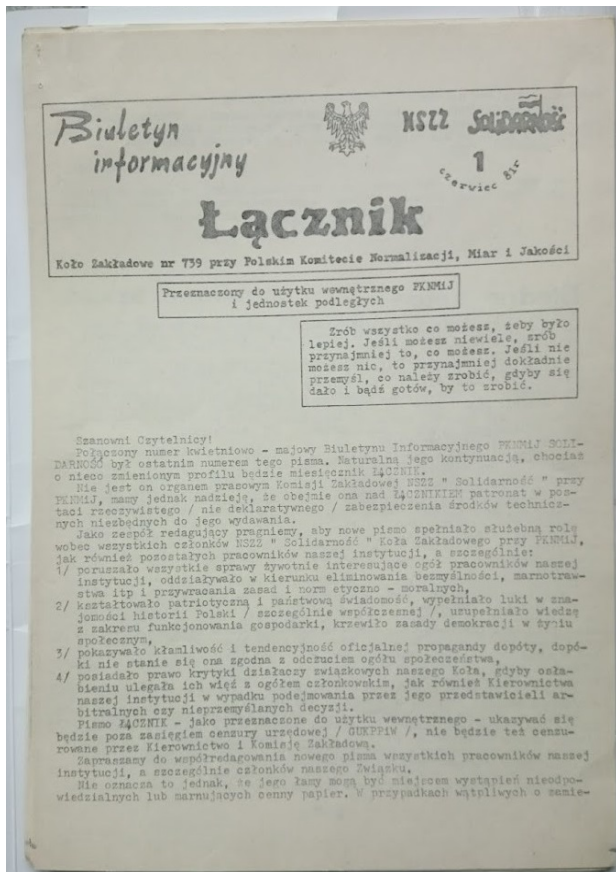 Biuletyn
informacyjny
NSZZ SOLIDARNOŚĆ
1
czerwiec 81r
Łącznik
Koło Zakładowe nr 739 przy Polskim Komitecie Normalizacji, Miar i Jakości
Przeznaczony do użytku wewnętrznego PKNMiJ
i jednostek podległych
Zrób wszystko co możesz, żeby było
lepiej. Jeśli możesz niewiele, zrób
przynajmniej to, co możesz. Jeśli nie
możesz nic, to przynajmniej dokładnie
przemyśl, co należy zrobić, gdyby się
dało i bądź gotów, by to zrobić.
Szanowni Czytelnicy!
Połączony numer kwietniowo - majowy Biuletynu Informacyjnego PKNMiJ SOLI-
DARNOŚĆ był ostatnim numerem tego pisma. Naturalną jego kontynuacją, chociaż
o nieco zmienionym profilu będzie miesięcznik ŁĄCZNIK.
Nie jest on organem prasowym Komisji Zakładowej NSZZ " Solidarność " przy
PKNMiJ, mamy jednak nadzieję, że obejmie ona nad ŁĄCZNIKIEM patronat w pos-
taci rzeczywistego / nie deklaratywnego / zabezpieczenia środków technicz-
nych niezbędnych do jego wydawania.
Jako zespół redagujący pragniemy, aby nowe pismo spełniało służebną rolę
wobec wszystkich członków NSZZ " Solidarność " Koła Zakładowego przy PKNMiJ,
jak również pozostałych pracowników naszej instytucji, a szczególnie:
1/ poruszało wszystkie sprawy żywotnie interesujące ogół pracowników naszej
instytucji, oddziaływało w kierunku eliminowania bezmyślności, marnotraw-
stwa itp i przywracania zasad i norm etyczno - moralnych,
2/ kształtowało patriotyczną i państwową świadomość, wypełniało luki w zna-
jomości historii Polski / szczególnie współczesnej /, uzupełniało wiedzę
z zakresu funkcjonowania gospodarki, krzewiło zasady demokracji w życiu
społecznym,
3/ pokazywało kłamliwość i tendencyjność oficjalnej propagandy dopóty, dopó-
ki nie stanie się ona zgodna z odczuciem ogółu społeczeństwa,
4/ posiadało prawo krytyki działaczy związkowych naszego Koła, gdyby osła-
bieniu ulegała ich więź z ogółem członkowskim, jak również Kierownictwa
naszej instytucji w wypadku podejmowania przez jego przedstawicieli ar-
bitralnych czy nieprzemyślanych decyzji.
Pismo ŁĄCZNIK - jako przeznaczone do użytku wewnętrznego - ukazywać się
będzie poza zasięgiem cenzury urzędowej / GUKPPiW /, nie będzie też cenzu-
rowane przez Kierownictwo i Komisję Zakładową.
Zapraszamy do współredagowania nowego pisma wszystkich pracowników naszej
instytucji, a szczególnie członków naszego Związku.
Nie oznacza to jednak, że jego łamy mogą być miejscem wystąpień nieodpo-
wiedzialnych lub marnujących cenny papier. W przypadkach wątpliwych o zamie-